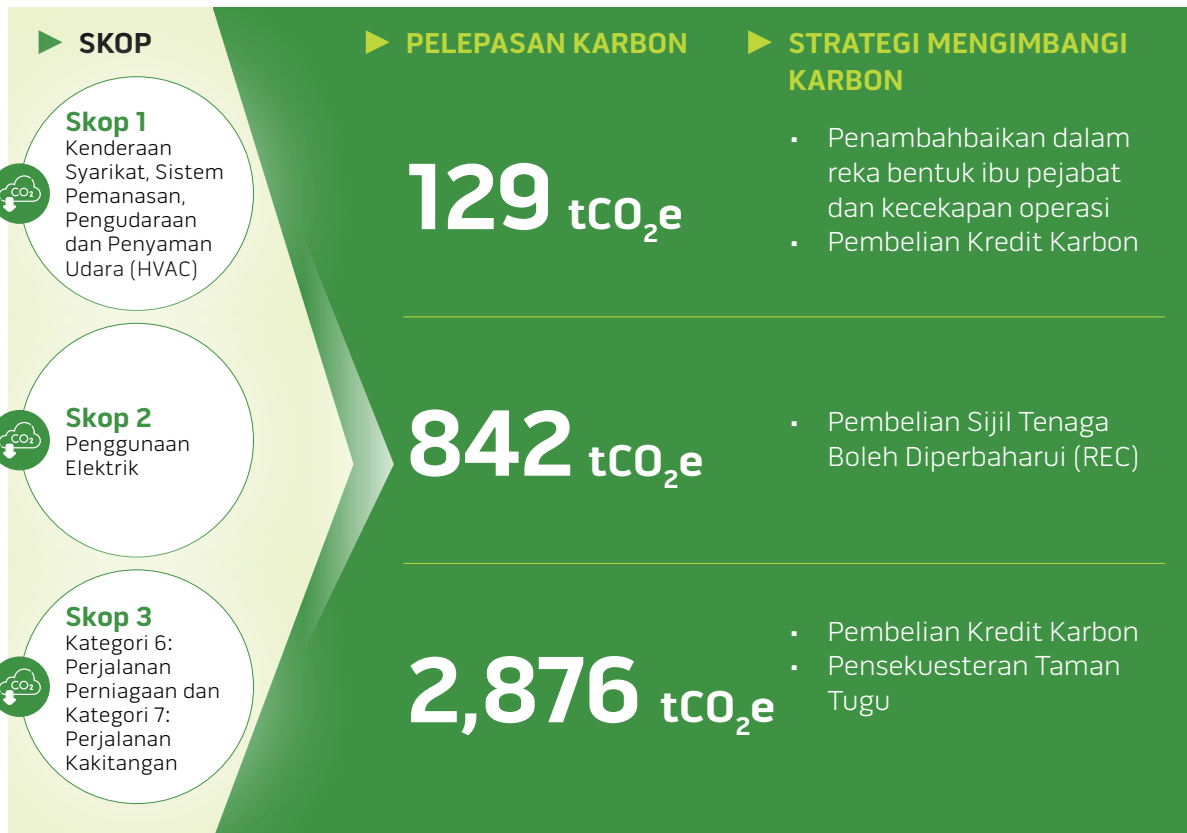 SKOP
PELEPASAN KARBON
STRATEGI MENGIMBANGI
KARBON
Skop 1
Kenderaan
Syarikat, Sistem
Pemanasan,
Pengudaraan
dan Penyaman
Udara (HVAC)
CO₂
129 tCO₂e
▪ Penambahbaikan dalam
reka bentuk ibu pejabat
dan kecekapan operasi
▪ Pembelian Kredit Karbon
Skop 2
Penggunaan
Elektrik
CO₂
842 tCO₂e
▪ Pembelian Sijil Tenaga
Boleh Diperbaharui (REC)
Skop 3
Kategori 6:
Perjalanan
Perniagaan dan
Kategori 7:
Perjalanan
Kakitangan
CO₂
2,876 tCO₂e
▪ Pembelian Kredit Karbon
▪ Pensekuesteran Taman
Tugu